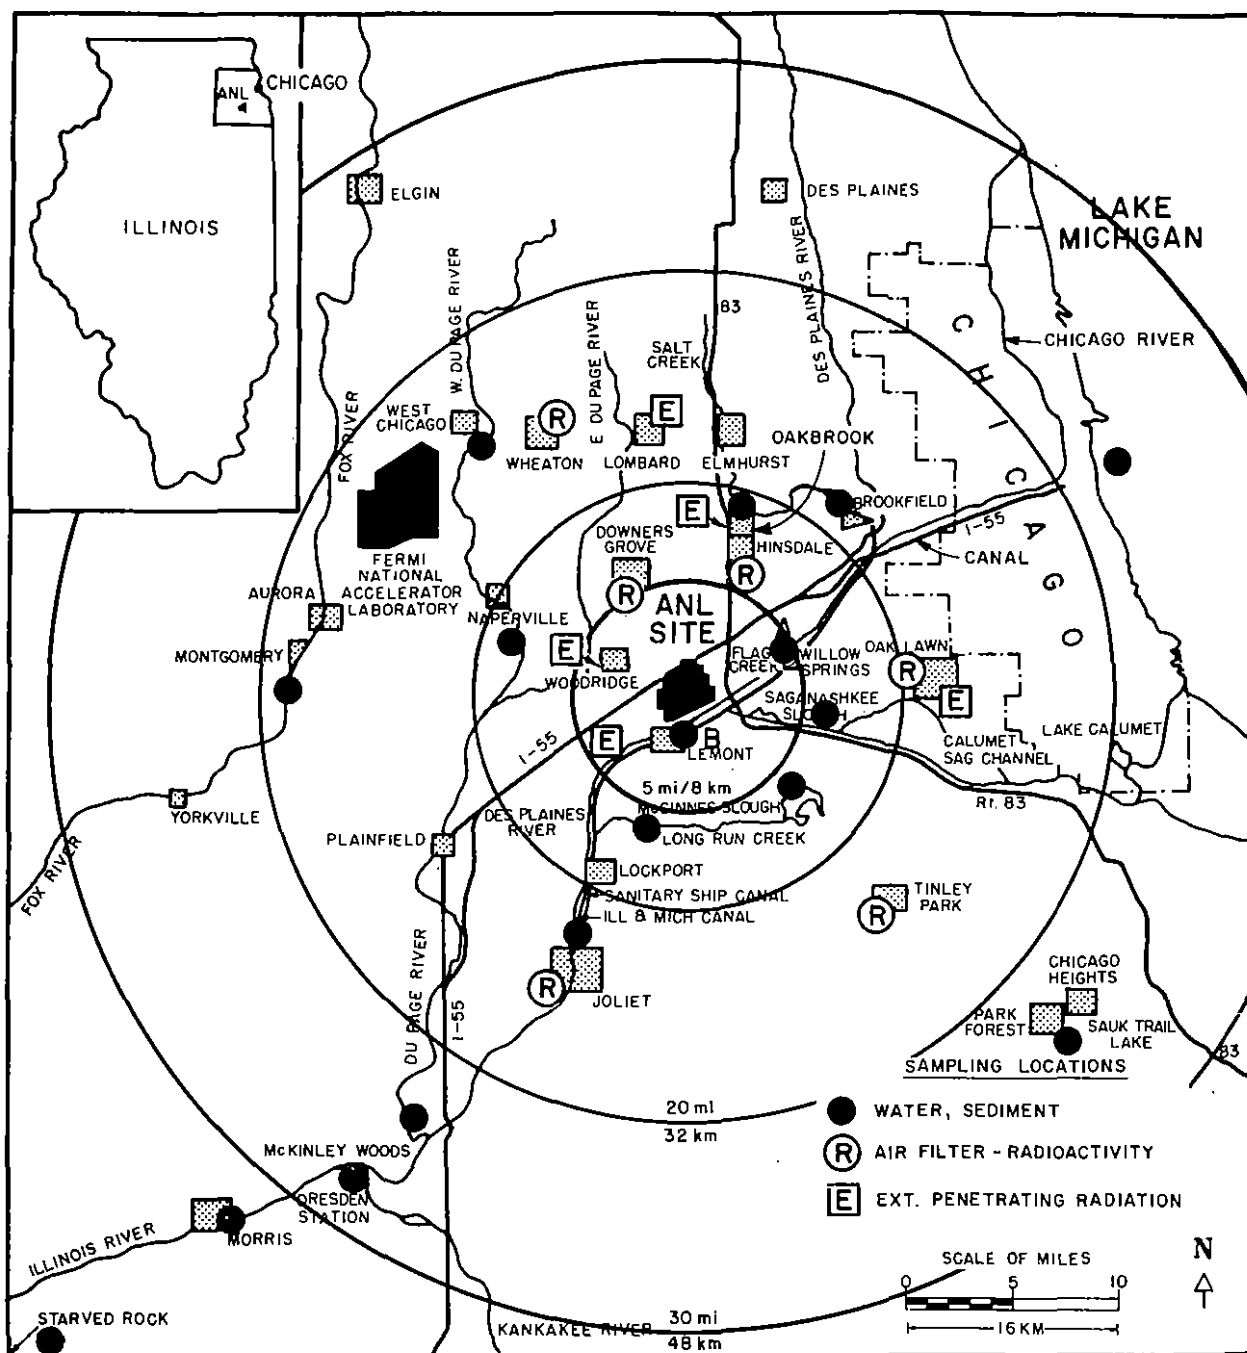 CHICAGO
ANL
ILLINOIS
ELGIN
DES PLAINES
LAKE
MICHIGAN
W. DU PAGE RIVER
E DU PAGE RIVER
DES PLAINES RIVER
83
SALT
CREEK
CHICAGO RIVER
CHICAGO
FOX RIVER
WEST
CHICAGO
R
WHEATON
E
LOMBARD
ELMHURST
OAKBROOK
E
BROOKFIELD
I-55
CANAL
HINSDALE
R
DOWNERS
GROVE
R
FERMI
NATIONAL
ACCELERATOR
LABORATORY
AURORA
NAPERVILLE
MONTGOMERY
ANL
SITE
E
WOODRIDGE
FLAG
CREEK
WILLOW
SPRINGS
OAK LAWN
R
E
SAGANASHKEE
SLOUGH
LAKE CALUMET
CALUMET
SAG CHANNEL
Rt. 83
I-55
E
B
LEMONT
5 mi/8 km
McGINNES SLOUGH
LONG RUN CREEK
YORKVILLE
FOX RIVER
PLAINFIELD
DES PLAINES
RIVER
LOCKPORT
SANITARY SHIP CANAL
ILL & MICH CANAL
R
JOLIET
TINLEY
PARK
R
CHICAGO
HEIGHTS
PARK
FOREST
SAUK TRAIL
LAKE
83
DU PAGE RIVER
I-55
20 mi
32 km
McKINLEY WOODS
DRESDEN
STATION
MORRIS
ILLINOIS RIVER
STARVED ROCK
KANKAKEE RIVER
30 mi
48 km
SAMPLING LOCATIONS
WATER, SEDIMENT
R AIR FILTER - RADIOACTIVITY
E EXT. PENETRATING RADIATION
SCALE OF MILES
0 5 10
16 KM
N